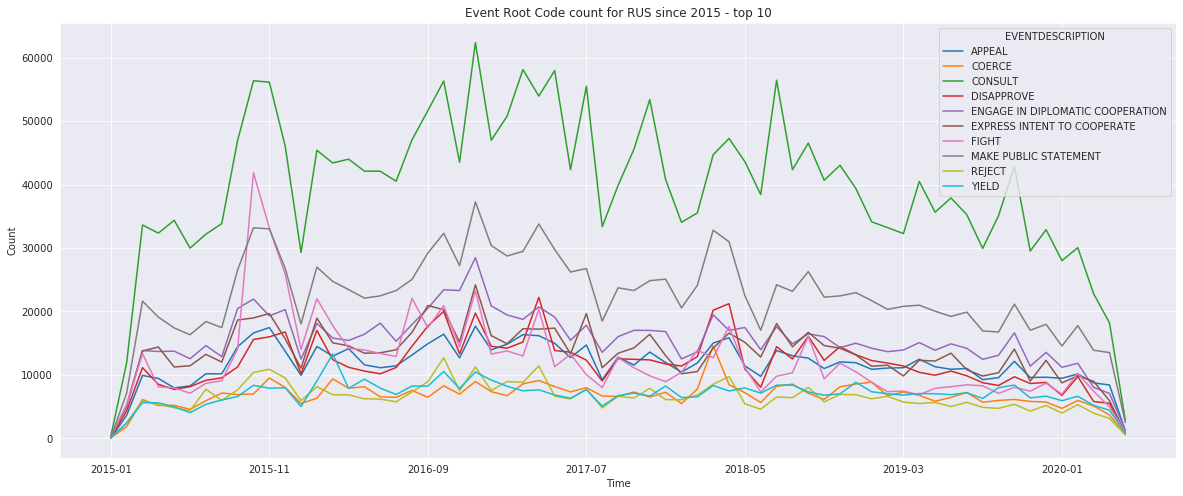 Event Root Code count for RUS since 2015 - top 10
EVENTDESCRIPTION
APPEAL
COERCE
CONSULT
DISAPPROVE
ENGAGE IN DIPLOMATIC COOPERATION
EXPRESS INTENT TO COOPERATE
FIGHT
MAKE PUBLIC STATEMENT
REJECT
YIELD
Count
60000
50000
40000
30000
20000
10000
0
2015-01
2015-11
2016-09
2017-07
2018-05
2019-03
2020-01
Time